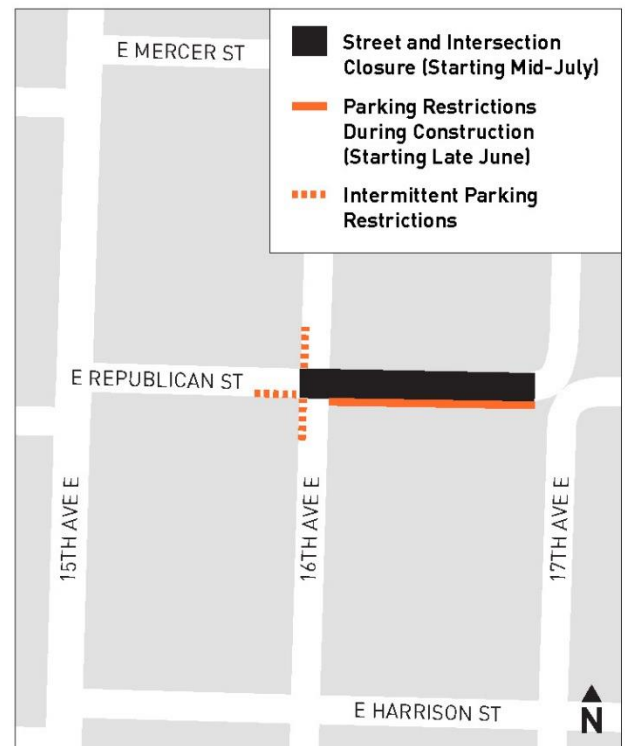 E MERCER ST
Street and Intersection
Closure (Starting Mid-July)
Parking Restrictions
During Construction
(Starting Late June)
Intermittent Parking
Restrictions
E REPUBLICAN ST
15TH AVE E
16TH AVE E
17TH AVE E
E HARRISON ST
N